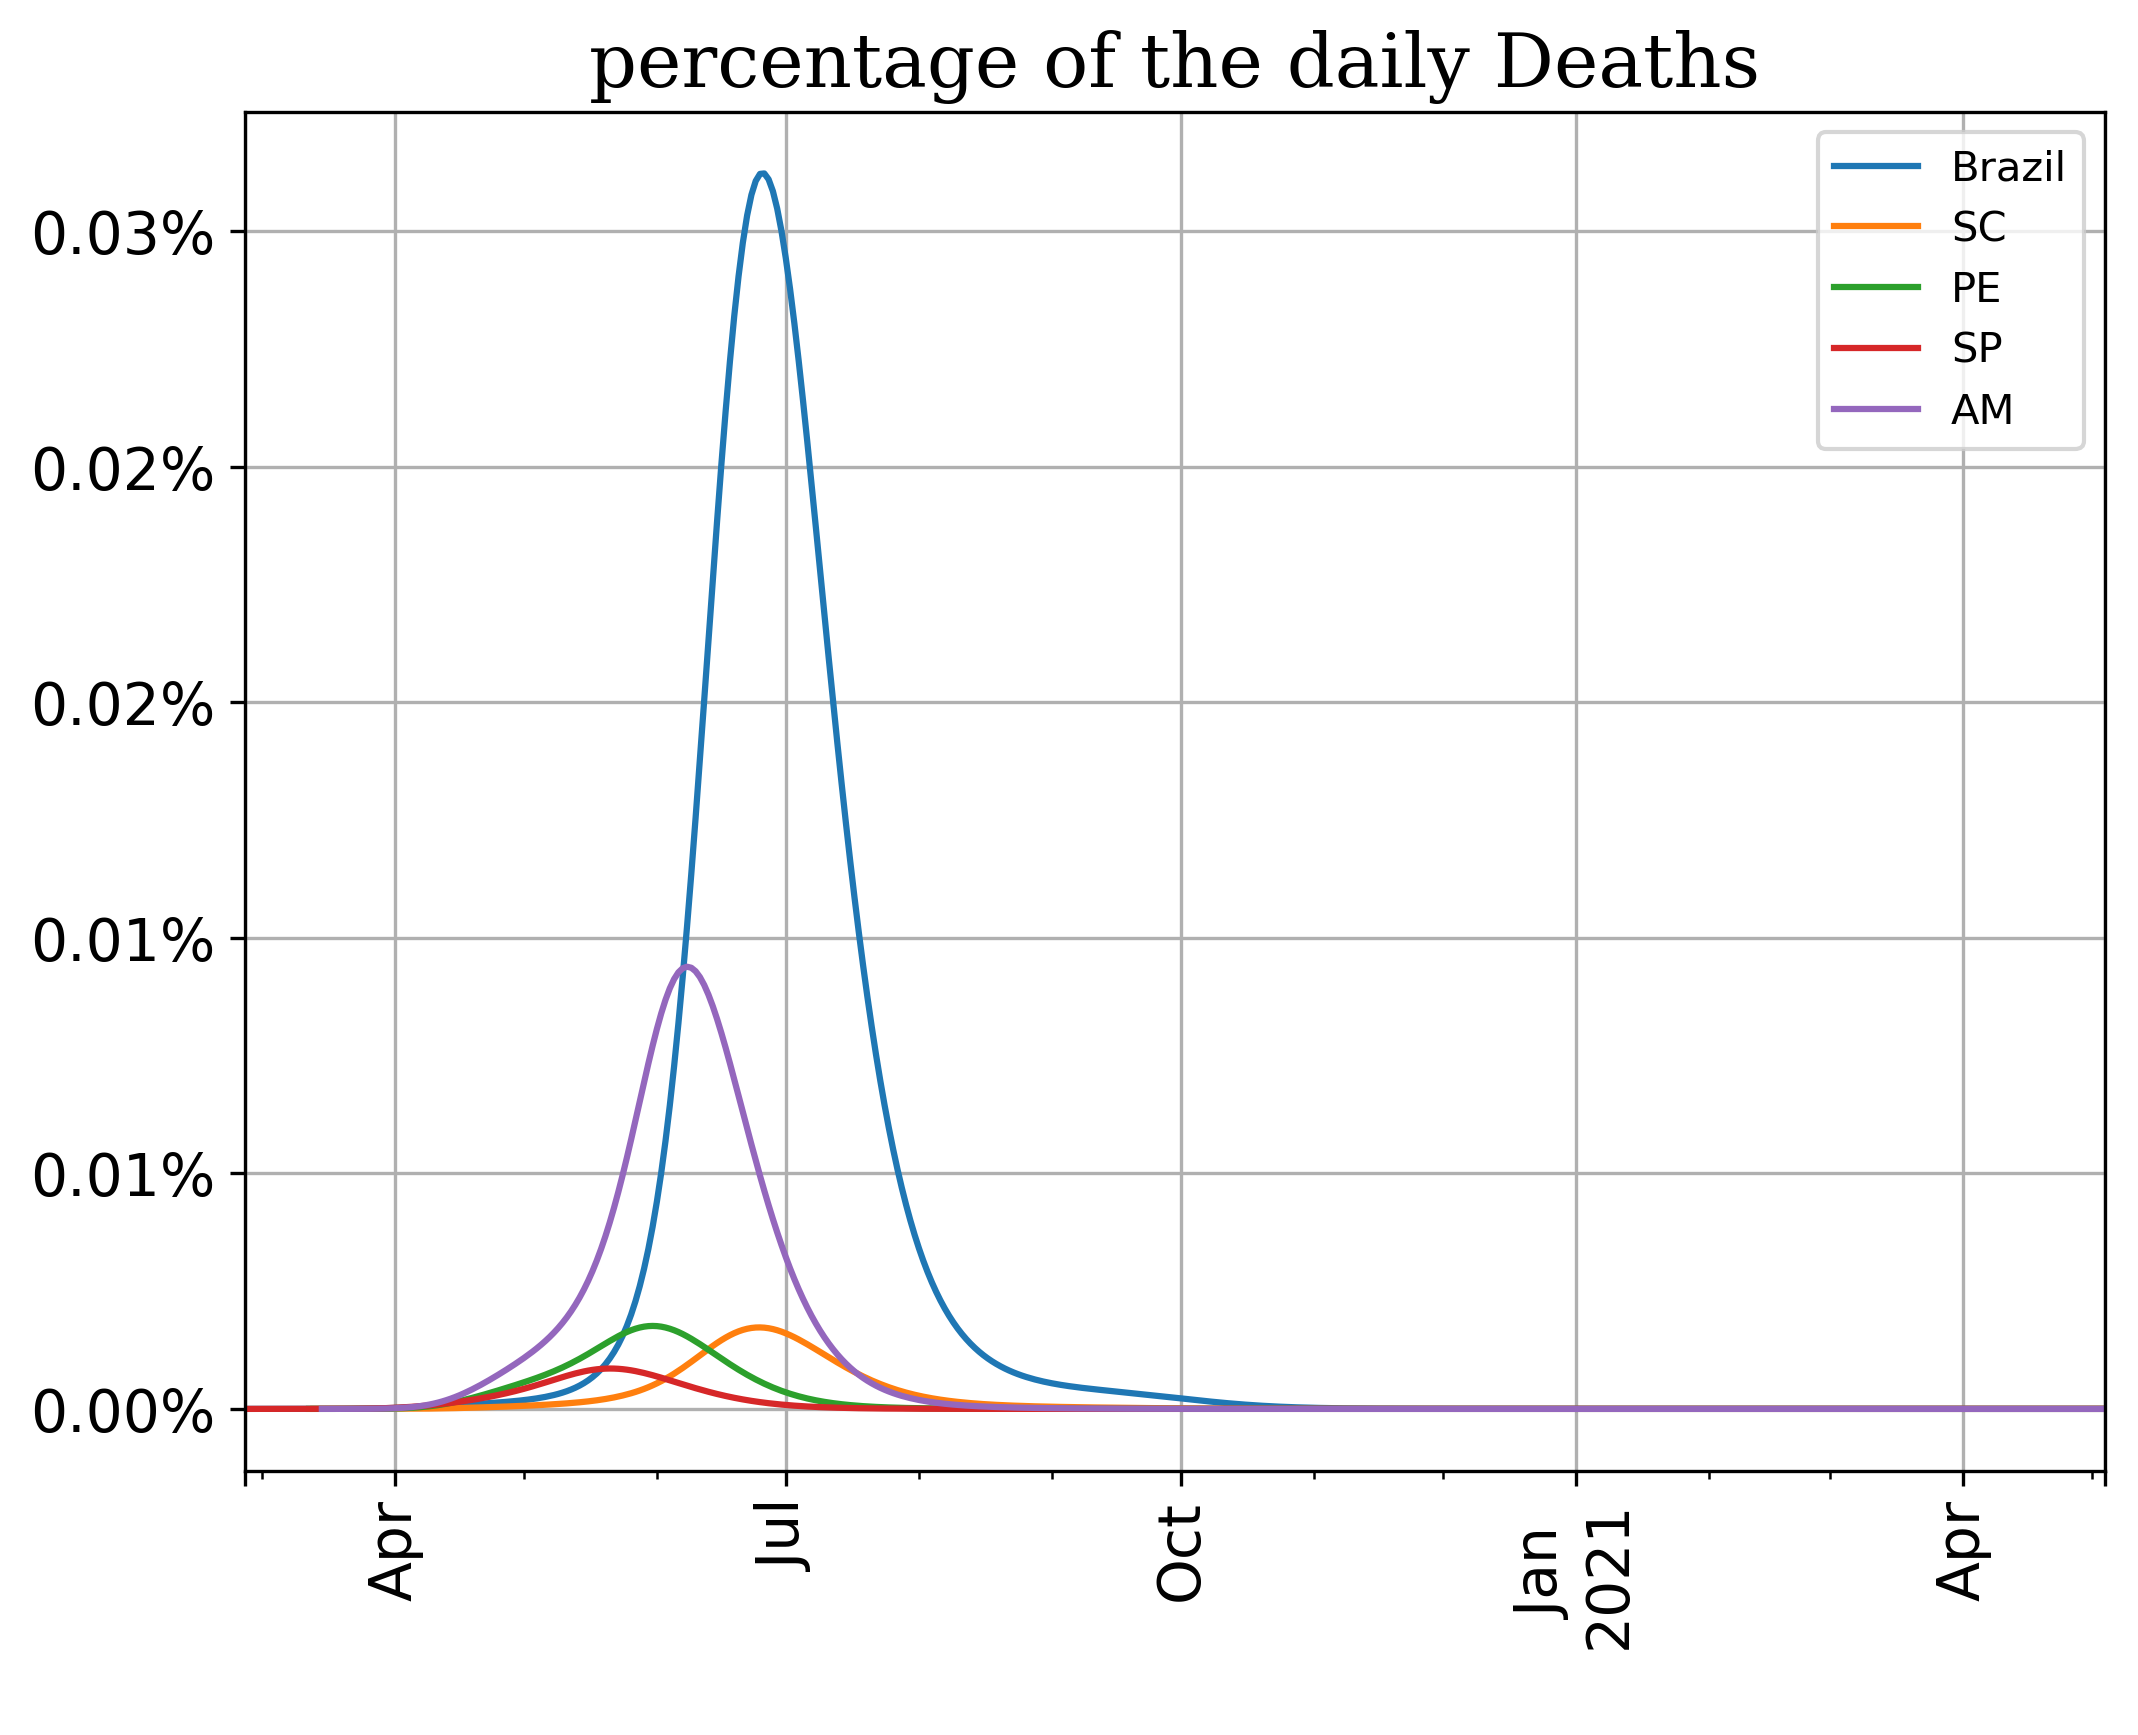 percentage of the daily Deaths
0.03%
0.02%
0.02%
0.01%
0.01%
0.00%
Brazil
SC
PE
SP
AM
Apr
Jul
Oct
Jan
2021
Apr